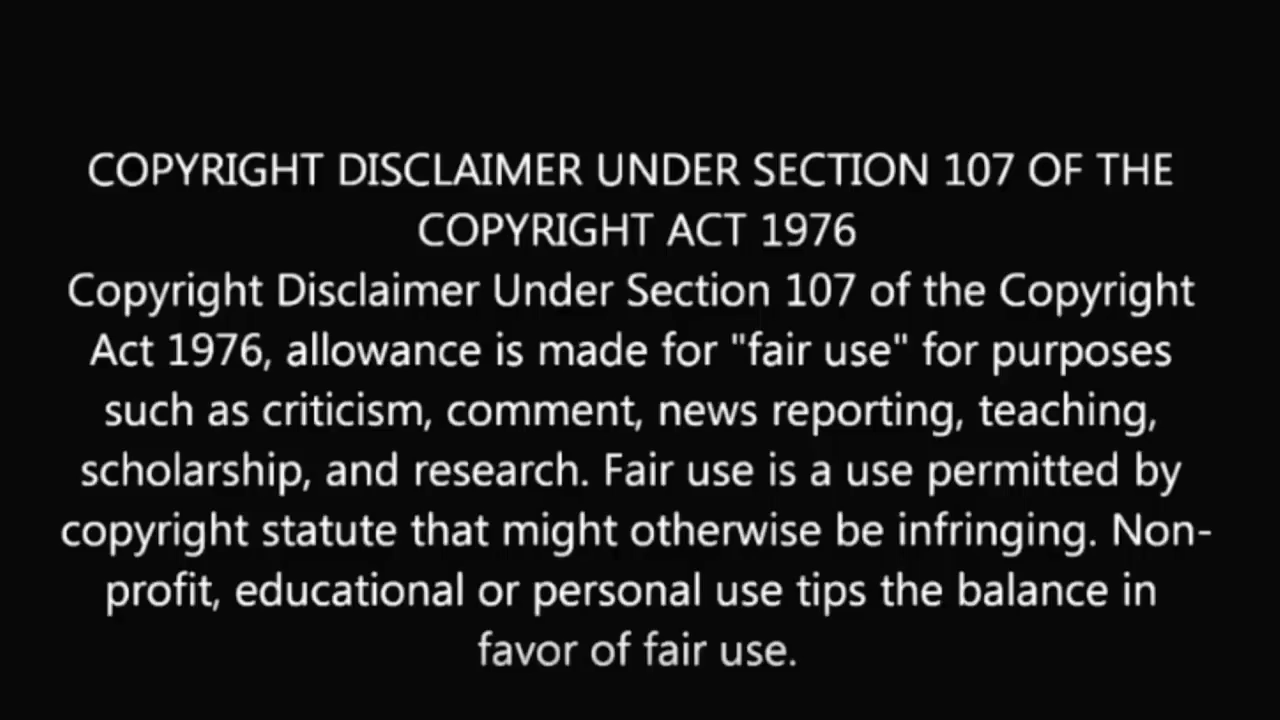 COPYRIGHT DISCLAIMER UNDER SECTION 107 OF THE
COPYRIGHT ACT 1976
Copyright Disclaimer Under Section 107 of the Copyright
Act 1976, allowance is made for "fair use" for purposes
such as criticism, comment, news reporting, teaching,
scholarship, and research. Fair use is a use permitted by
copyright statute that might otherwise be infringing. Non-
profit, educational or personal use tips the balance in
favor of fair use.